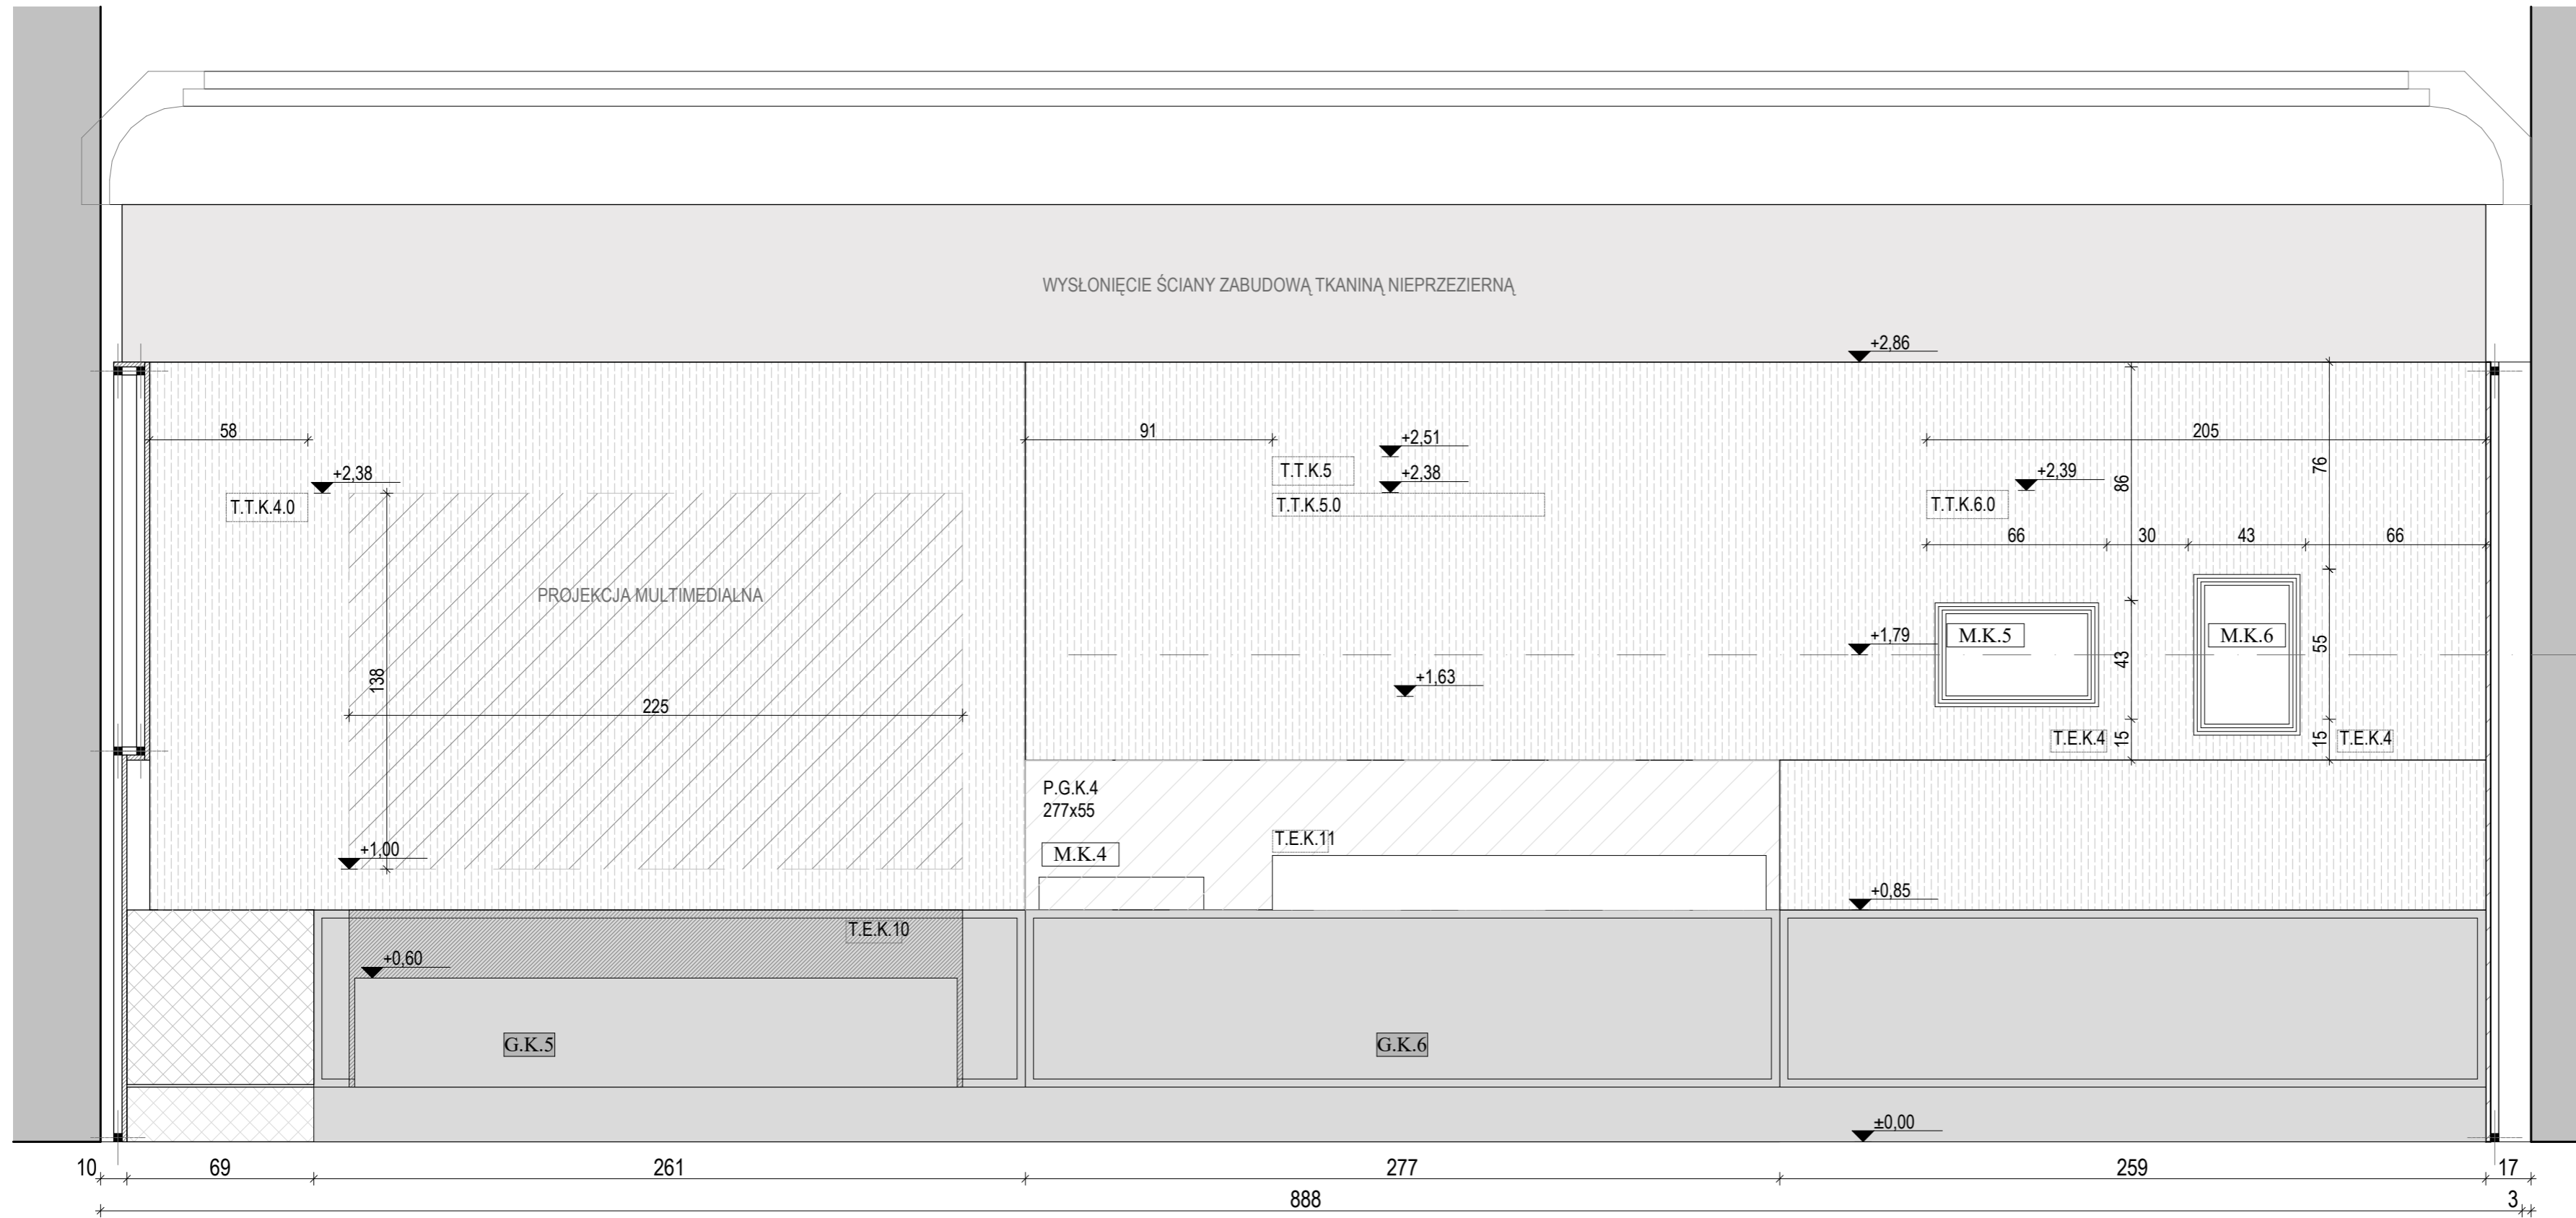 WYSŁONIĘCIE ŚCIANY ZABUDOWĄ TKANINĄ NIEPRZEZIERNĄ
+2,86
58
91
+2,51
205
+2,38
T.T.K.5
+2,38
+2,39
86
76
T.T.K.4.0
T.T.K.5.0
T.T.K.6.0
66
30
43
66
PROJEKCJA MULTIMEDIALNA
+1,79
M.K.5
M.K.6
43
55
138
+1,63
225
T.E.K.4
15
15
T.E.K.4
P.G.K.4
277x55
T.E.K.11
+1,00
M.K.4
+0,85
T.E.K.10
+0,60
G.K.5
G.K.6
±0,00
10
69
261
277
259
17
888
3